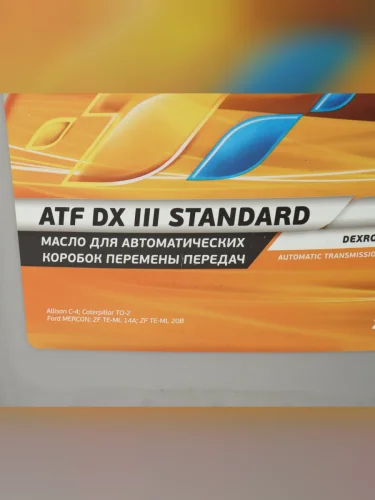 ATF DX III STANDARD
МАСЛО ДЛЯ АВТОМАТИЧЕСКИХ
КОРОБОК ПЕРЕМЕНЫ ПЕРЕДАЧ
DEXRO
AUTOMATIC TRANSMISSIO
Allison C-4; Caterpillar TO-2
Ford MERCON; ZF TE-ML 14A; ZF TE-ML 20B